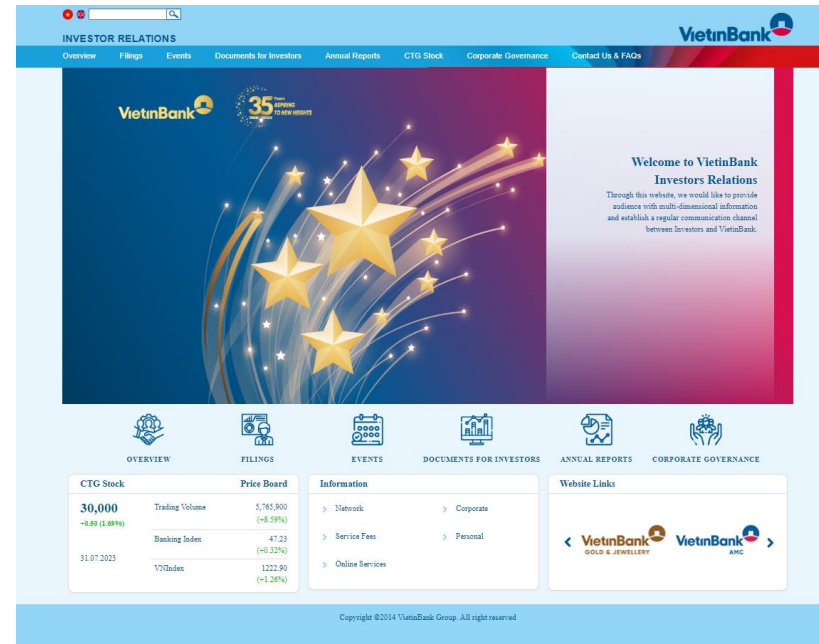 INVESTOR RELATIONS
VietinBank
Overview Filings Events Documents for Investors Annual Reports CTG Stock Corporate Governance Contact Us & FAQs
VietinBank
35 Years ASPIRING TO NEW HEIGHTS
Welcome to VietinBank
Investors Relations
Through this website, we would like to provide
audience with multi-dimensional information
and establish a regular communication channel
between Investors and VietinBank.
OVERVIEW FILINGS EVENTS DOCUMENTS FOR INVESTORS ANNUAL REPORTS CORPORATE GOVERNANCE
CTG Stock Price Board
30,000
+0.50 (1.69%)
31.07.2023
Trading Volume 5,765,900
(+8.59%)
Banking Index 47.23
(+0.32%)
VNIndex 1222.90
(+1.26%)
Information
Network Corporate
Service Fees Personal
Online Services
Website Links
VietinBank
GOLD & JEWELLERY
VietinBank
AMC
Copyright ©2014 VietinBank Group. All right reserved